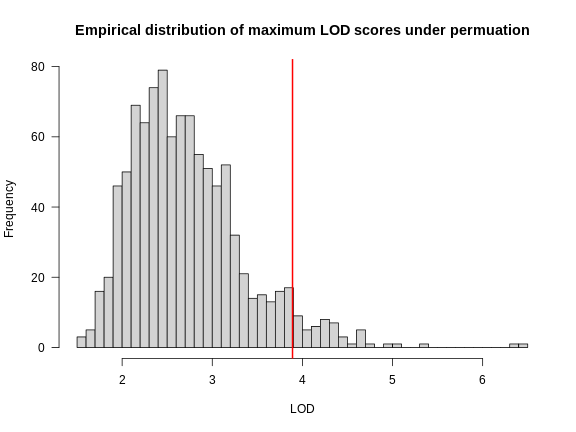 Empirical distribution of maximum LOD scores under permuation
80
60
40
20
0
Frequency
2 3 4 5 6
LOD